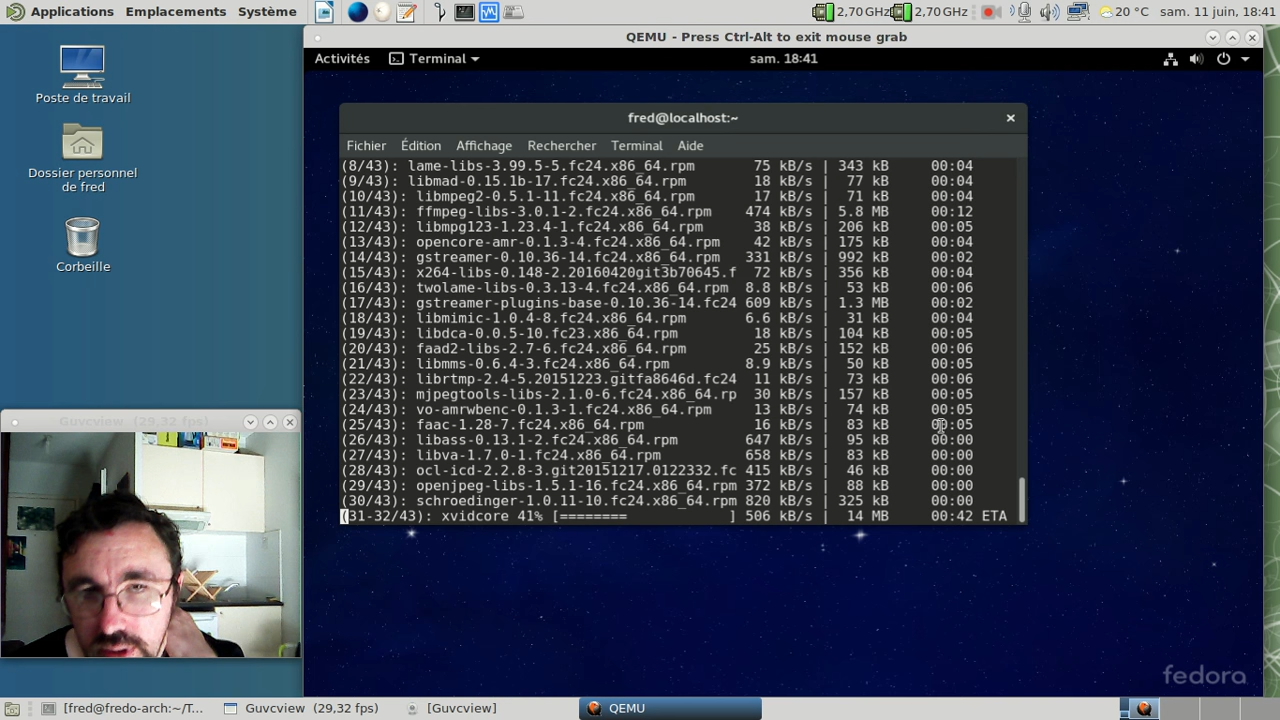 Applications Emplacements Système 2,70 GHz 2,70 GHz 20 °C sam. 11 juin, 18:41
QEMU - Press Ctrl-Alt to exit mouse grab
Activités Terminal sam. 18:41
Poste de travail
Dossier personnel
de fred
Corbeille
fred@localhost:~
Fichier Édition Affichage Rechercher Terminal Aide
(8/43): lame-libs-3.99.5-5.fc24.x86_64.rpm 75 kB/s | 343 kB 00:04
(9/43): libmad-0.15.1b-17.fc24.x86_64.rpm 18 kB/s | 77 kB 00:04
(10/43): libmpeg2-0.5.1-11.fc24.x86_64.rpm 17 kB/s | 71 kB 00:04
(11/43): ffmpeg-libs-3.0.1-2.fc24.x86_64.rpm 474 kB/s | 5.8 MB 00:12
(12/43): libmpg123-1.23.4-1.fc24.x86_64.rpm 38 kB/s | 206 kB 00:05
(13/43): opencore-amr-0.1.3-4.fc24.x86_64.rpm 42 kB/s | 175 kB 00:04
(14/43): gstreamer-0.10.36-14.fc24.x86_64.rpm 331 kB/s | 992 kB 00:02
(15/43): x264-libs-0.148-2.20160420git3b70645.f 72 kB/s | 356 kB 00:04
(16/43): twolame-libs-0.3.13-4.fc24.x86_64.rpm 8.8 kB/s | 53 kB 00:06
(17/43): gstreamer-plugins-base-0.10.36-14.fc24 609 kB/s | 1.3 MB 00:02
(18/43): libmimic-1.0.4-8.fc24.x86_64.rpm 6.6 kB/s | 31 kB 00:04
(19/43): libdca-0.0.5-10.fc23.x86_64.rpm 18 kB/s | 104 kB 00:05
(20/43): faad2-libs-2.7-6.fc24.x86_64.rpm 25 kB/s | 152 kB 00:06
(21/43): libmms-0.6.4-3.fc24.x86_64.rpm 8.9 kB/s | 50 kB 00:05
(22/43): librtmp-2.4-5.20151223.gitfa8646d.fc24 11 kB/s | 73 kB 00:06
(23/43): mjpegtools-libs-2.1.0-6.fc24.x86_64.rp 30 kB/s | 157 kB 00:05
(24/43): vo-amrwbenc-0.1.3-1.fc24.x86_64.rpm 13 kB/s | 74 kB 00:05
(25/43): faac-1.28-7.fc24.x86_64.rpm 16 kB/s | 83 kB 00:05
(26/43): libass-0.13.1-2.fc24.x86_64.rpm 647 kB/s | 95 kB 00:00
(27/43): libva-1.7.0-1.fc24.x86_64.rpm 658 kB/s | 83 kB 00:00
(28/43): ocl-icd-2.2.8-3.git20151217.0122332.fc 415 kB/s | 46 kB 00:00
(29/43): openjpeg-libs-1.5.1-16.fc24.x86_64.rpm 372 kB/s | 88 kB 00:00
(30/43): schroedinger-1.0.11-10.fc24.x86_64.rpm 820 kB/s | 325 kB 00:00
(31-32/43): xvidcore 41% [======== ] 506 kB/s | 14 MB 00:42 ETA
Guvcview (29,32 fps)
fedora
[fred@fredo-arch:~/T... Guvcview (29,32 fps) [Guvcview] QEMU